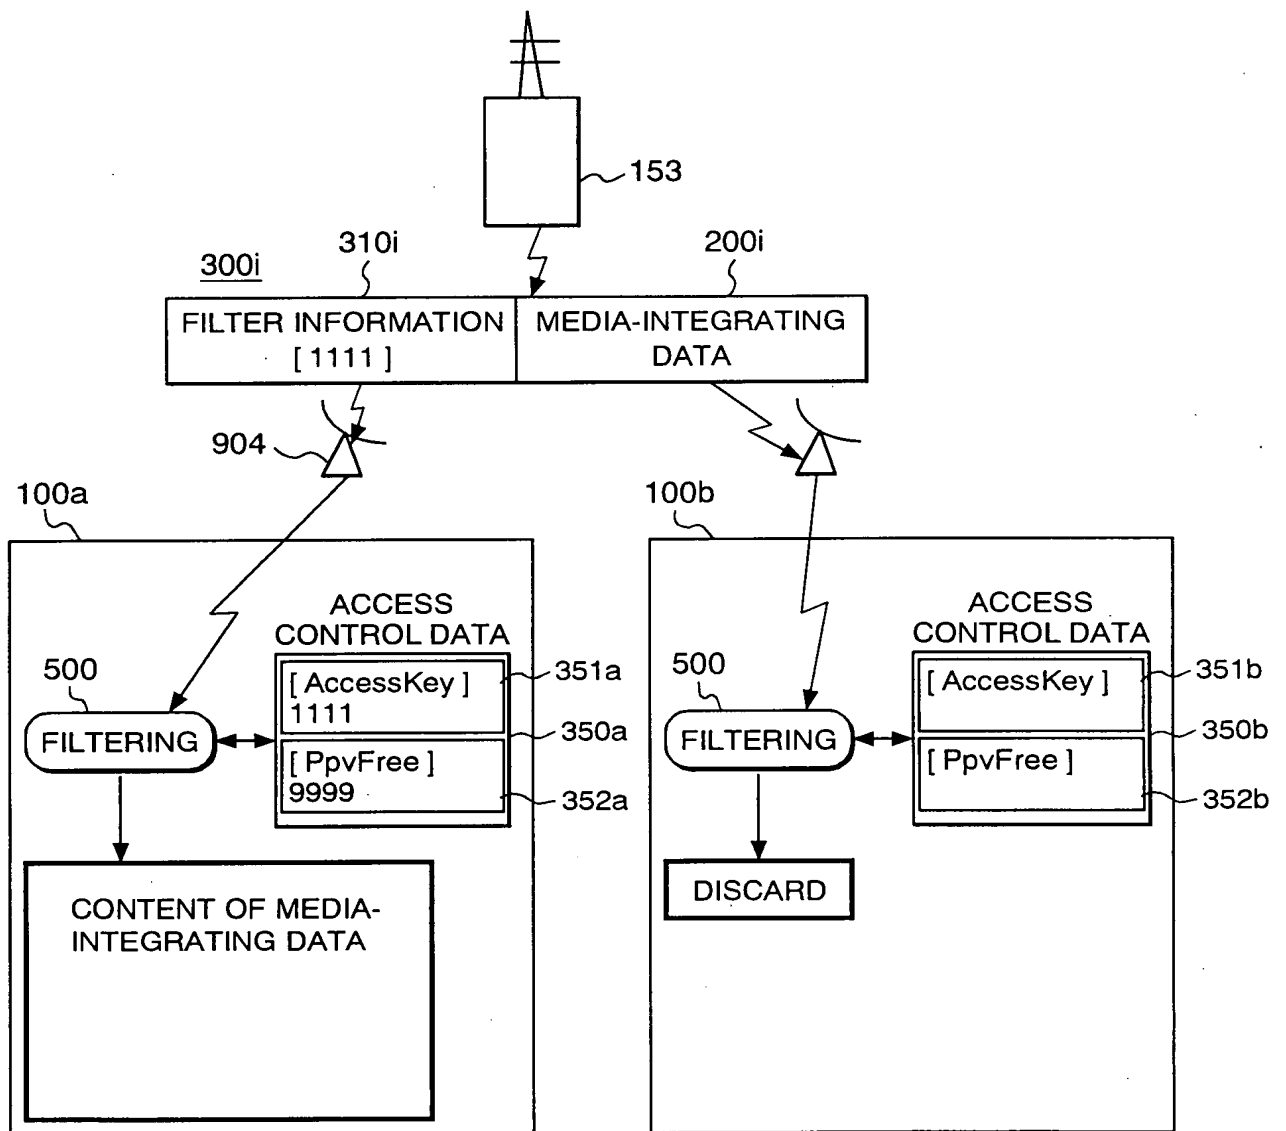 153
310i
200i
300i
FILTER INFORMATION
[ 1111 ]
MEDIA-INTEGRATING
DATA
904
100a
100b
ACCESS
CONTROL DATA
500
[ AccessKey ]
1111
351a
FILTERING
350a
[ PpvFree ]
9999
352a
CONTENT OF MEDIA-
INTEGRATING DATA
ACCESS
CONTROL DATA
500
[ AccessKey ]
351b
FILTERING
350b
[ PpvFree ]
352b
DISCARD